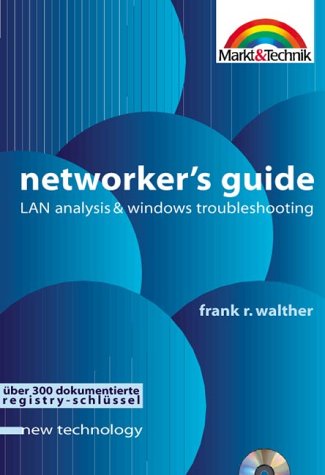 Markt&Technik
networker's guide
LAN analysis & windows troubleshooting
frank r. walther
über 300 dokumentierte
registry-schlüssel
new technology